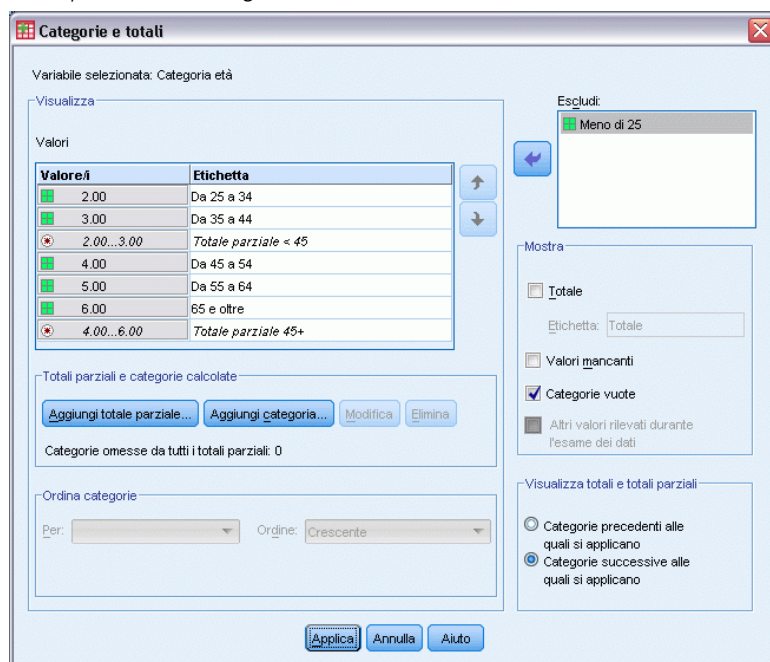 Categorie e totali
Variabile selezionata: Categoria età
Visualizza
Valori
Valore/i Etichetta
2.00 Da 25 a 34
3.00 Da 35 a 44
2.00...3.00 Totale parziale < 45
4.00 Da 45 a 54
5.00 Da 55 a 64
6.00 65 e oltre
4.00...6.00 Totale parziale 45+
Totali parziali e categorie calcolate
Aggiungi totale parziale... Aggiungi categoria... Modifica Elimina
Categorie omesse da tutti i totali parziali: 0
Ordina categorie
Per: Ordine: Crescente
Escludi:
Meno di 25
Mostra
Totale
Etichetta: Totale
Valori mancanti
Categorie vuote
Altri valori rilevati durante
l'esame dei dati
Visualizza totali e totali parziali
Categorie precedenti alle
quali si applicano
Categorie successive alle
quali si applicano
Applica Annulla Aiuto